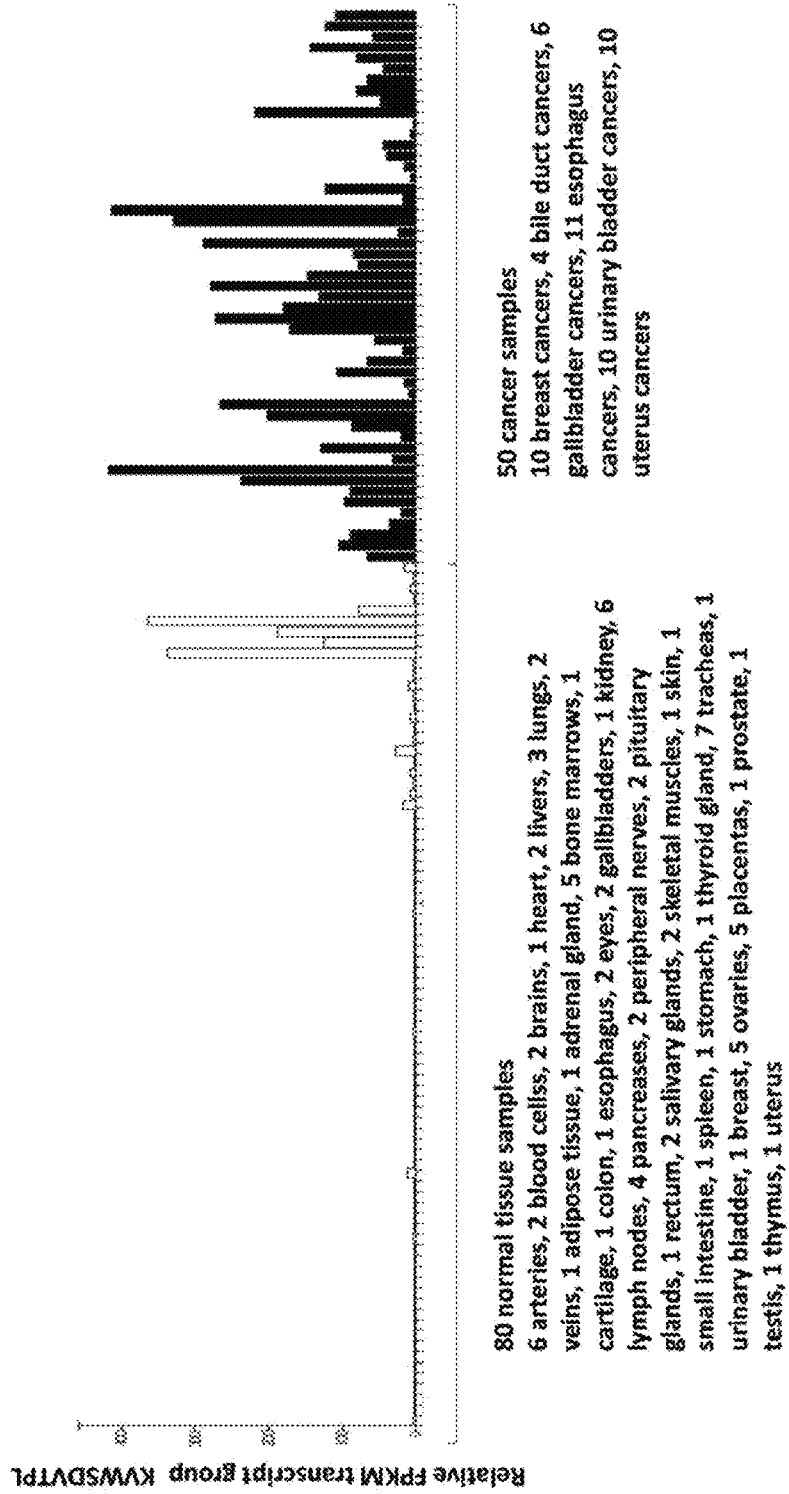 Relative FPKM transcript group KVWSDVTPL
80 normal tissue samples
6 arteries, 2 blood cellss, 2 brains, 1 heart, 2 livers, 3 lungs, 2
veins, 1 adipose tissue, 1 adrenal gland, 5 bone marrows, 1
cartilage, 1 colon, 1 esophagus, 2 eyes, 2 gallbladders, 1 kidney, 6
lymph nodes, 4 pancreases, 2 peripheral nerves, 2 pituitary
glands, 1 rectum, 2 salivary glands, 2 skeletal muscles, 1 skin, 1
small intestine, 1 spleen, 1 stomach, 1 thyroid gland, 7 tracheas, 1
urinary bladder, 1 breast, 5 ovaries, 5 placentas, 1 prostate, 1
testis, 1 thymus, 1 uterus
50 cancer samples
10 breast cancers, 4 bile duct cancers, 6
gallbladder cancers, 11 esophagus
cancers, 10 urinary bladder cancers, 10
uterus cancers